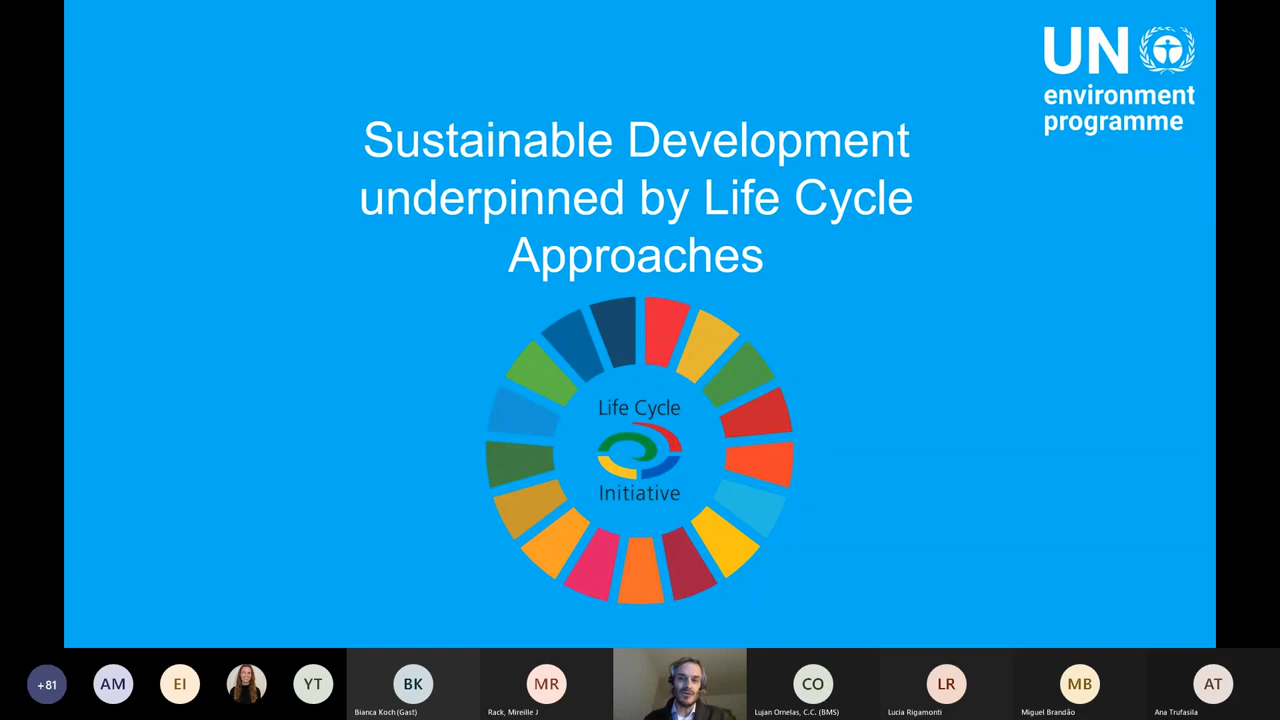 UN
environment
programme
Sustainable Development
underpinned by Life Cycle
Approaches
Life Cycle
Initiative
+81
AM
EI
YT
BK
Bianca Koch (Gast)
MR
Rack, Mireille J
CO
Lujan Ornelas, C.C. (BMS)
LR
Lucia Rigamonti
MB
Miguel Brandão
AT
Ana Trufasila